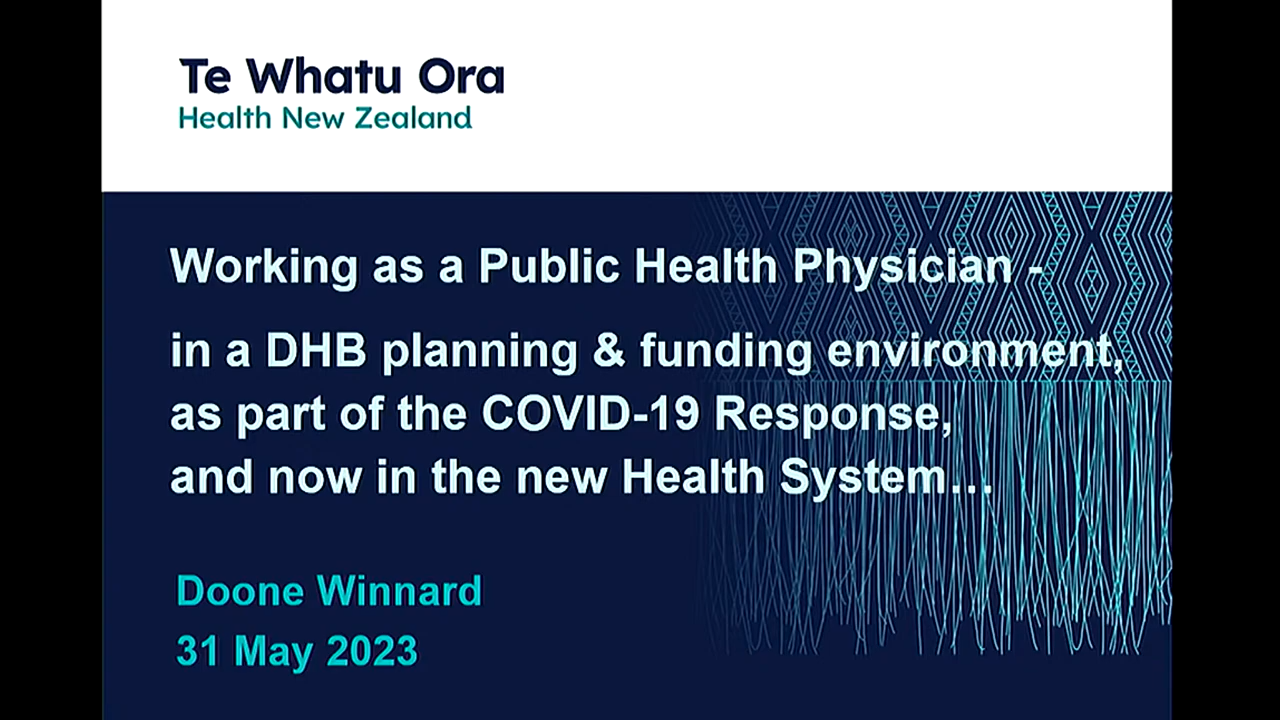 Te Whatu Ora
Health New Zealand
Working as a Public Health Physician -
in a DHB planning & funding environment,
as part of the COVID-19 Response,
and now in the new Health System…
Doone Winnard
31 May 2023